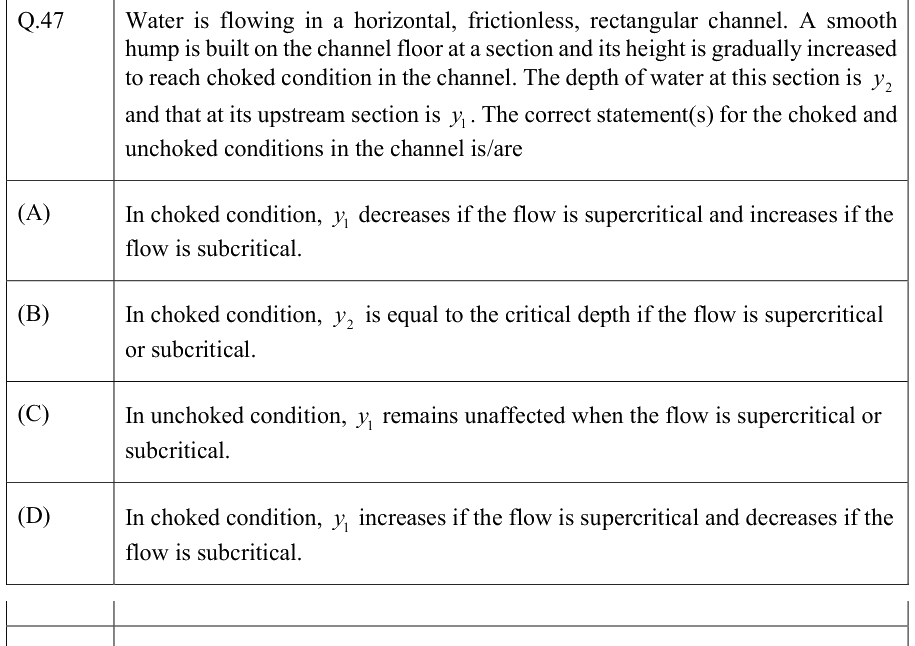 Q.47
Water is flowing in a horizontal, frictionless, rectangular channel. A smooth
hump is built on the channel floor at a section and its height is gradually increased
to reach choked condition in the channel. The depth of water at this section is y₂
and that at its upstream section is y₁. The correct statement(s) for the choked and
unchoked conditions in the channel is/are
(A)
In choked condition, y₁ decreases if the flow is supercritical and increases if the
flow is subcritical.
(B)
In choked condition, y₂ is equal to the critical depth if the flow is supercritical
or subcritical.
(C)
In unchoked condition, y₁ remains unaffected when the flow is supercritical or
subcritical.
(D)
In choked condition, y₁ increases if the flow is supercritical and decreases if the
flow is subcritical.